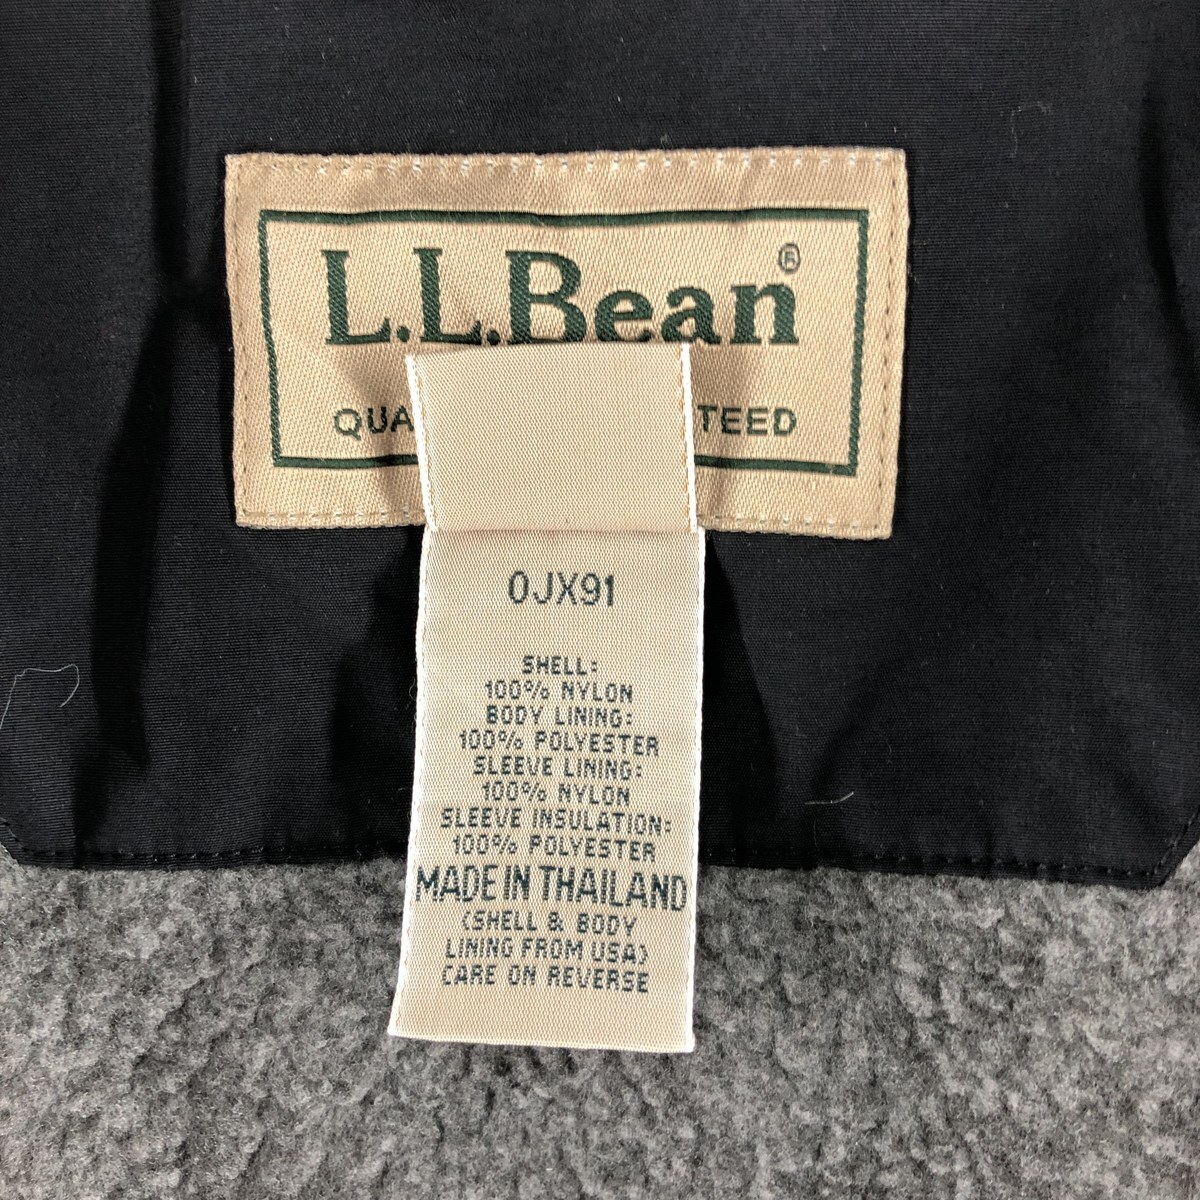 L.L.Bean®
QUA TEED
0JX91
SHELL:
100% NYLON
BODY LINING:
100% POLYESTER
SLEEVE LINING:
100% NYLON
SLEEVE INSULATION:
100% POLYESTER
MADE IN THAILAND
(SHELL & BODY
LINING FROM USA)
CARE ON REVERSE